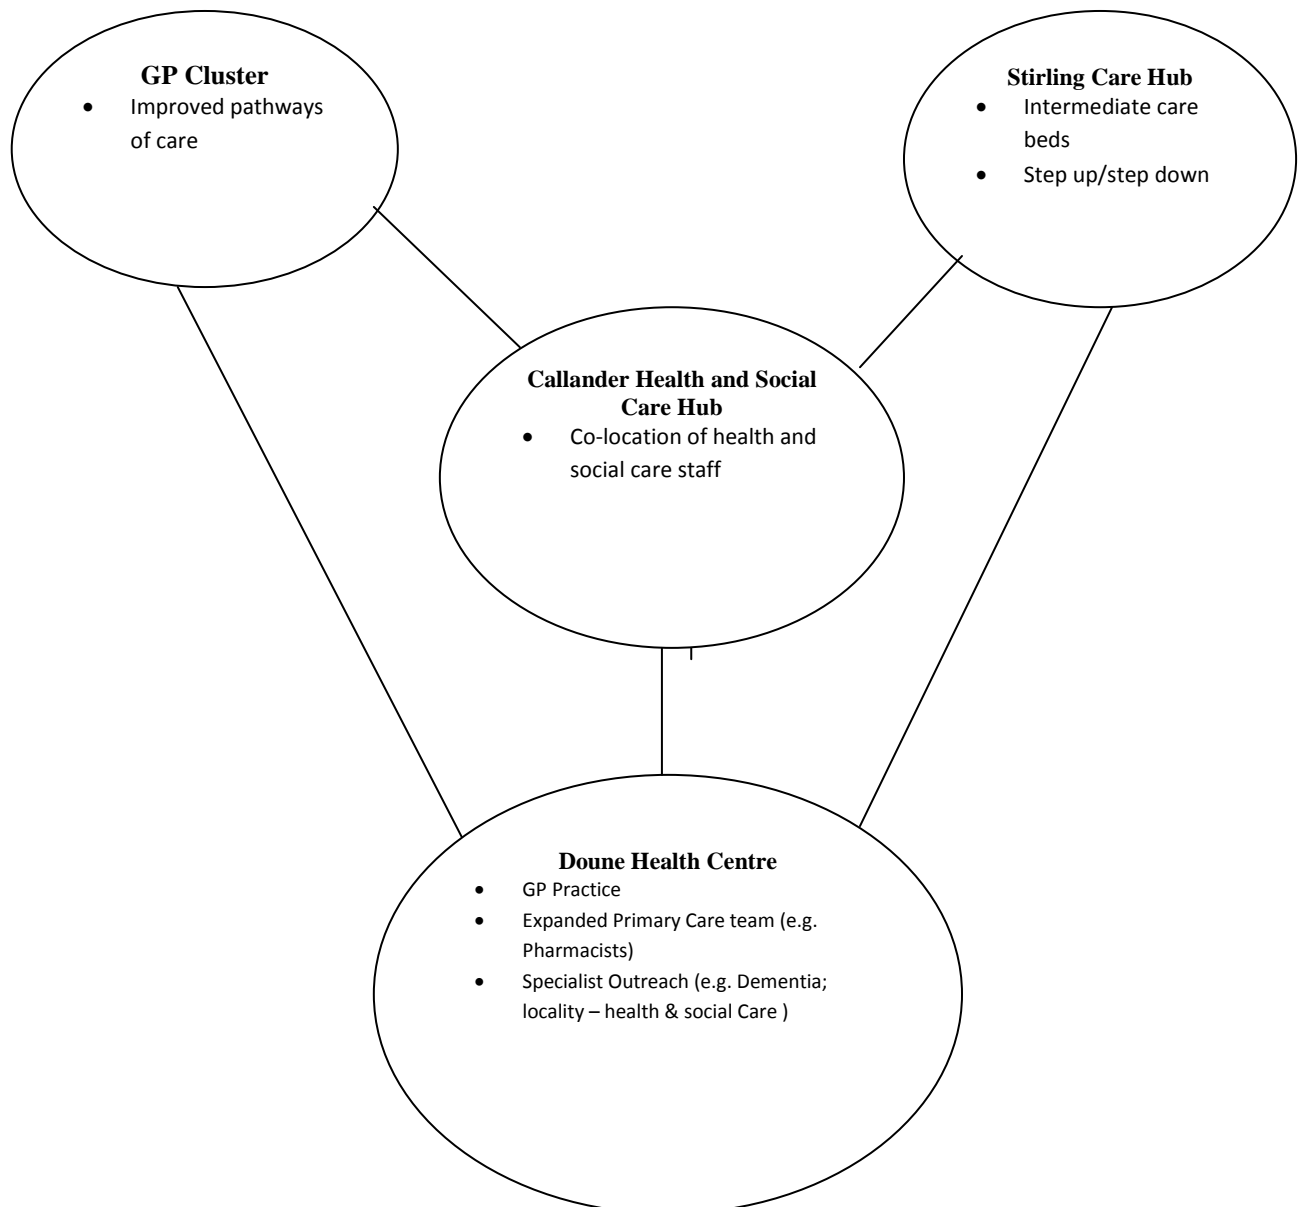 GP Cluster
• Improved pathways
of care
Stirling Care Hub
• Intermediate care
beds
• Step up/step down
Callander Health and Social
Care Hub
• Co-location of health and
social care staff
Doune Health Centre
• GP Practice
• Expanded Primary Care team (e.g.
Pharmacists)
• Specialist Outreach (e.g. Dementia;
locality – health & social Care )